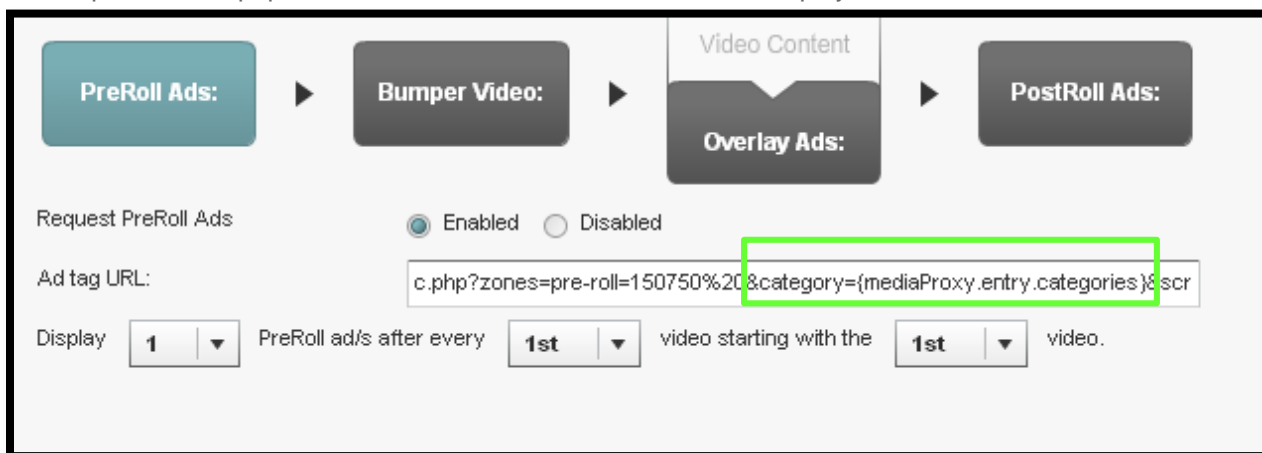 Video Content
PreRoll Ads:
Bumper Video:
PostRoll Ads:
Overlay Ads:
Request PreRoll Ads
Enabled
Disabled
Ad tag URL:
c.php?zones=pre-roll=150750%20&category={mediaProxy.entry.categories}&scr
Display 1 PreRoll ad/s after every 1st video starting with the 1st video.